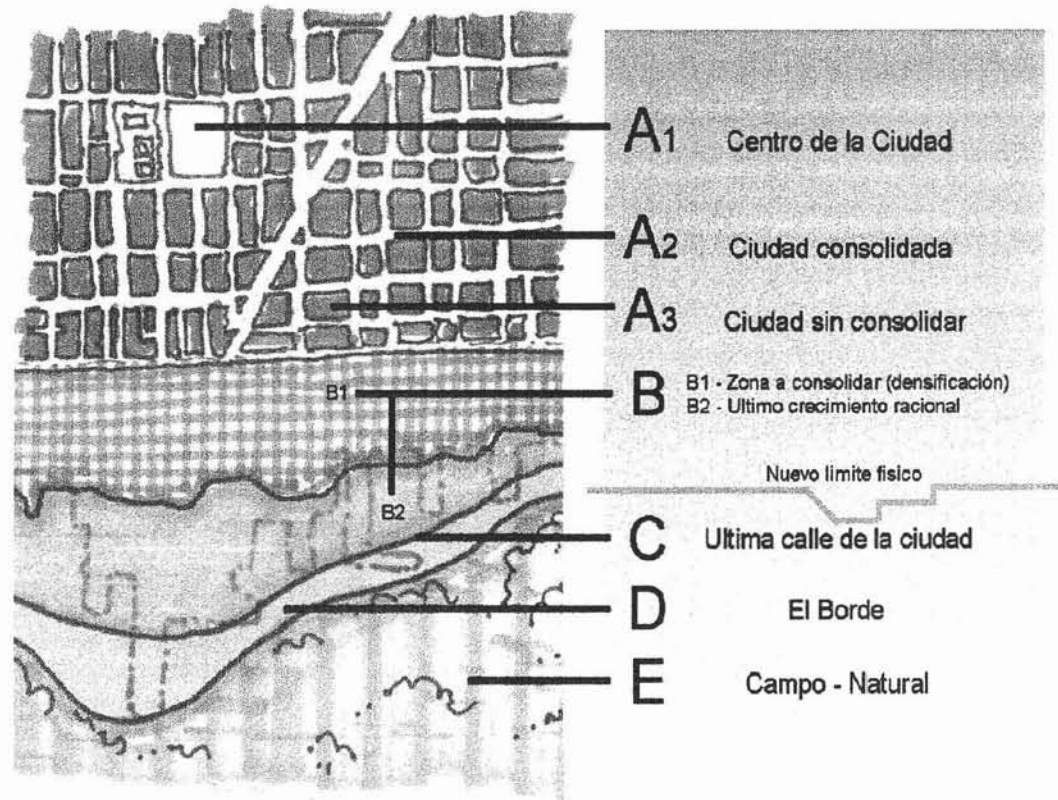 A1 Centro de la Ciudad
A2 Ciudad consolidada
A3 Ciudad sin consolidar
B1
B B1 - Zona a consolidar (densificación)
B2 - Ultimo crecimiento racional
Nuevo limite fisico
B2
C Ultima calle de la ciudad
D El Borde
E Campo - Natural